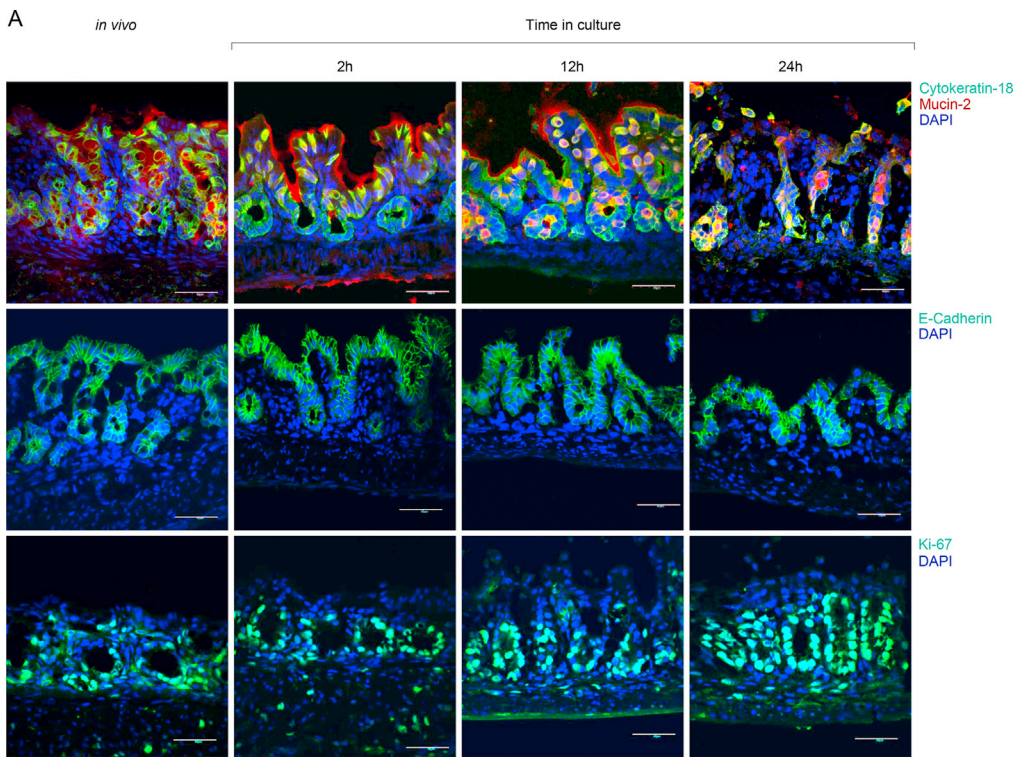 A
in vivo
Time in culture
2h
12h
24h
Cytokeratin-18
Mucin-2
DAPI
E-Cadherin
DAPI
Ki-67
DAPI